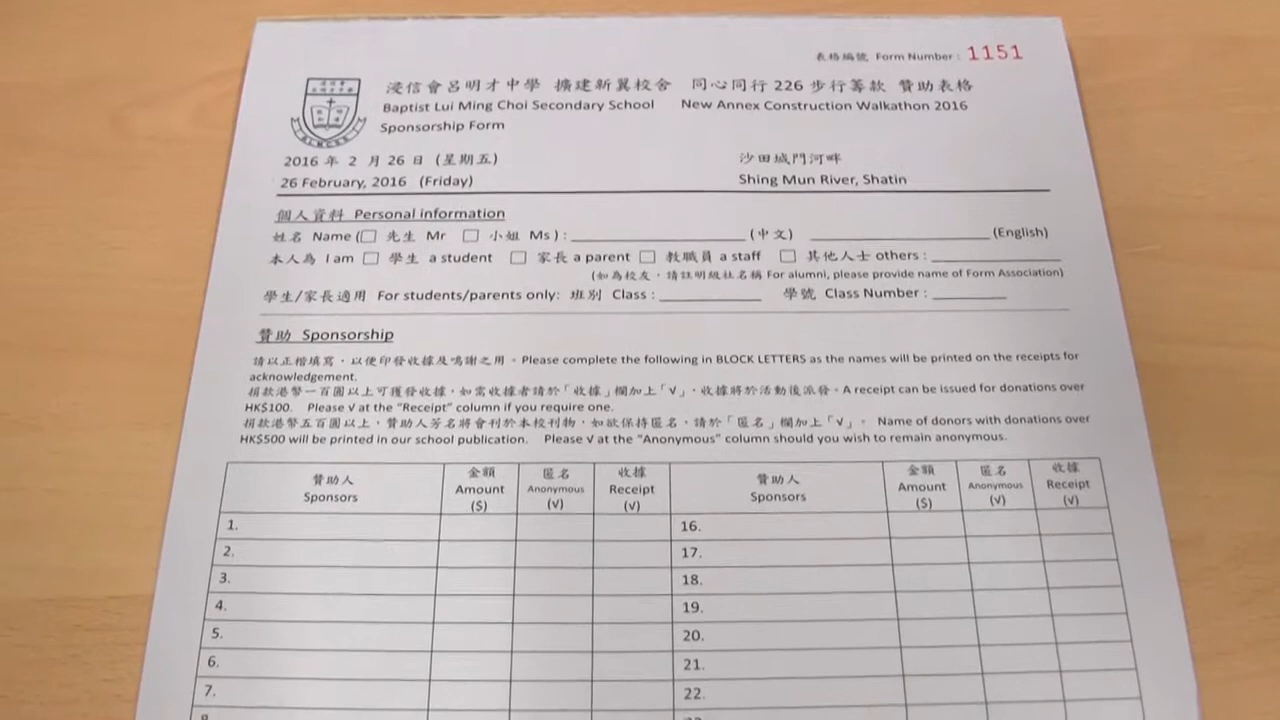 表格編號 Form Number : 1151
浸信會呂明才中學 擴建新翼校舍 同心同行 226 步行籌款 贊助表格
Baptist Lui Ming Choi Secondary School New Annex Construction Walkathon 2016
Sponsorship Form
2016 年 2 月 26 日 (星期五) 沙田城門河畔
26 February, 2016 (Friday) Shing Mun River, Shatin
個人資料 Personal information
姓名 Name (□ 先生 Mr □ 小姐 Ms ) : ____________ (中文) ____________ (English)
本人為 I am □ 學生 a student □ 家長 a parent □ 教職員 a staff □ 其他人士 others : ____________
(如為校友，請註明級社名稱 For alumni, please provide name of Form Association)
學生/家長適用 For students/parents only: 班別 Class : ____________ 學號 Class Number : ____________
贊助 Sponsorship
請以正楷填寫，以便印發收據及鳴謝之用。Please complete the following in BLOCK LETTERS as the names will be printed on the receipts for
acknowledgement.
捐款港幣一百圓以上可獲發收據，如需收據者請於「收據」欄加上「√」，收據將於活動後派發。A receipt can be issued for donations over
HK$100. Please √ at the "Receipt" column if you require one.
捐款港幣五百圓以上，贊助人芳名將會刊於本校刊物，如欲保持匿名，請於「匿名」欄加上「√」。 Name of donors with donations over
HK$500 will be printed in our school publication. Please √ at the "Anonymous" column should you wish to remain anonymous.
贊助人 金額 匿名 收據 贊助人 金額 匿名 收據
Sponsors Amount Anonymous Receipt Sponsors Amount Anonymous Receipt
($) (√) (√) ($) (√) (√)
1. 16.
2. 17.
3. 18.
4. 19.
5. 20.
6. 21.
7. 22.